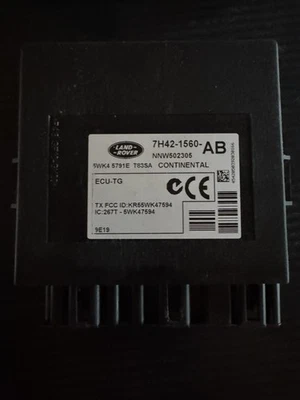 LAND-
ROVER
7H42-1560-AB
NNW502305
5WK4 5791E T83SA CONTINENTAL
ECU-TG
CE
TX FCC ID:KR55WK47594
IC:267T - 5WK47594
9E19